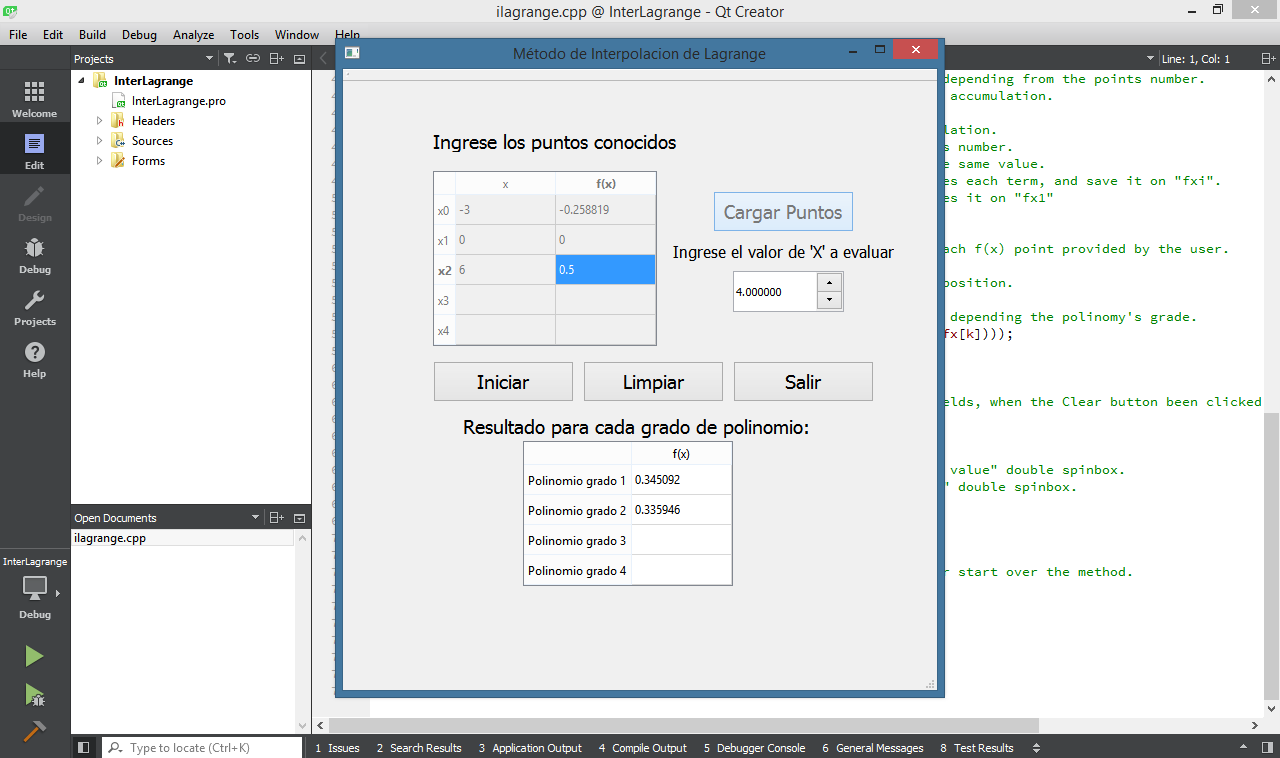 ilagrange.cpp @ InterLagrange - Qt Creator
File Edit Build Debug Analyze Tools Window Help
Projects
Line: 1, Col: 1
Método de Interpolacion de Lagrange
Welcome
Edit
Design
Debug
Projects
Help
InterLagrange
InterLagrange.pro
Headers
Sources
Forms
Ingrese los puntos conocidos
x f(x)
x0 -3 -0.258819
x1 0 0
x2 6 0.5
x3
x4
Cargar Puntos
Ingrese el valor de 'X' a evaluar
4.000000
Iniciar Limpiar Salir
Resultado para cada grado de polinomio:
f(x)
Polinomio grado 1 0.345092
Polinomio grado 2 0.335946
Polinomio grado 3
Polinomio grado 4
depending from the points number.
accumulation.
lation.
s number.
e same value.
es each term, and save it on "fxi".
es it on "fx1"
ach f(x) point provided by the user.
position.
depending the polinomy's grade.
fx[k])));
elds, when the Clear button been clicked
value" double spinbox.
" double spinbox.
r start over the method.
Open Documents
ilagrange.cpp
InterLagrange
Debug
Type to locate (Ctrl+K)
1 Issues 2 Search Results 3 Application Output 4 Compile Output 5 Debugger Console 6 General Messages 8 Test Results